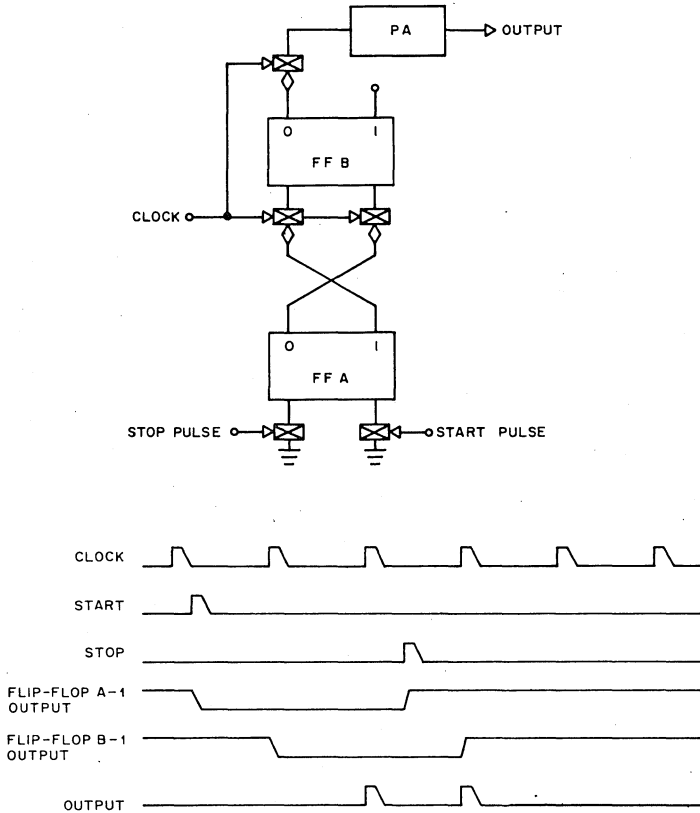 PA
OUTPUT
0 1
FF B
CLOCK
0 1
FF A
STOP PULSE
START PULSE
CLOCK
START
STOP
FLIP-FLOP A-1
OUTPUT
FLIP-FLOP B-1
OUTPUT
OUTPUT